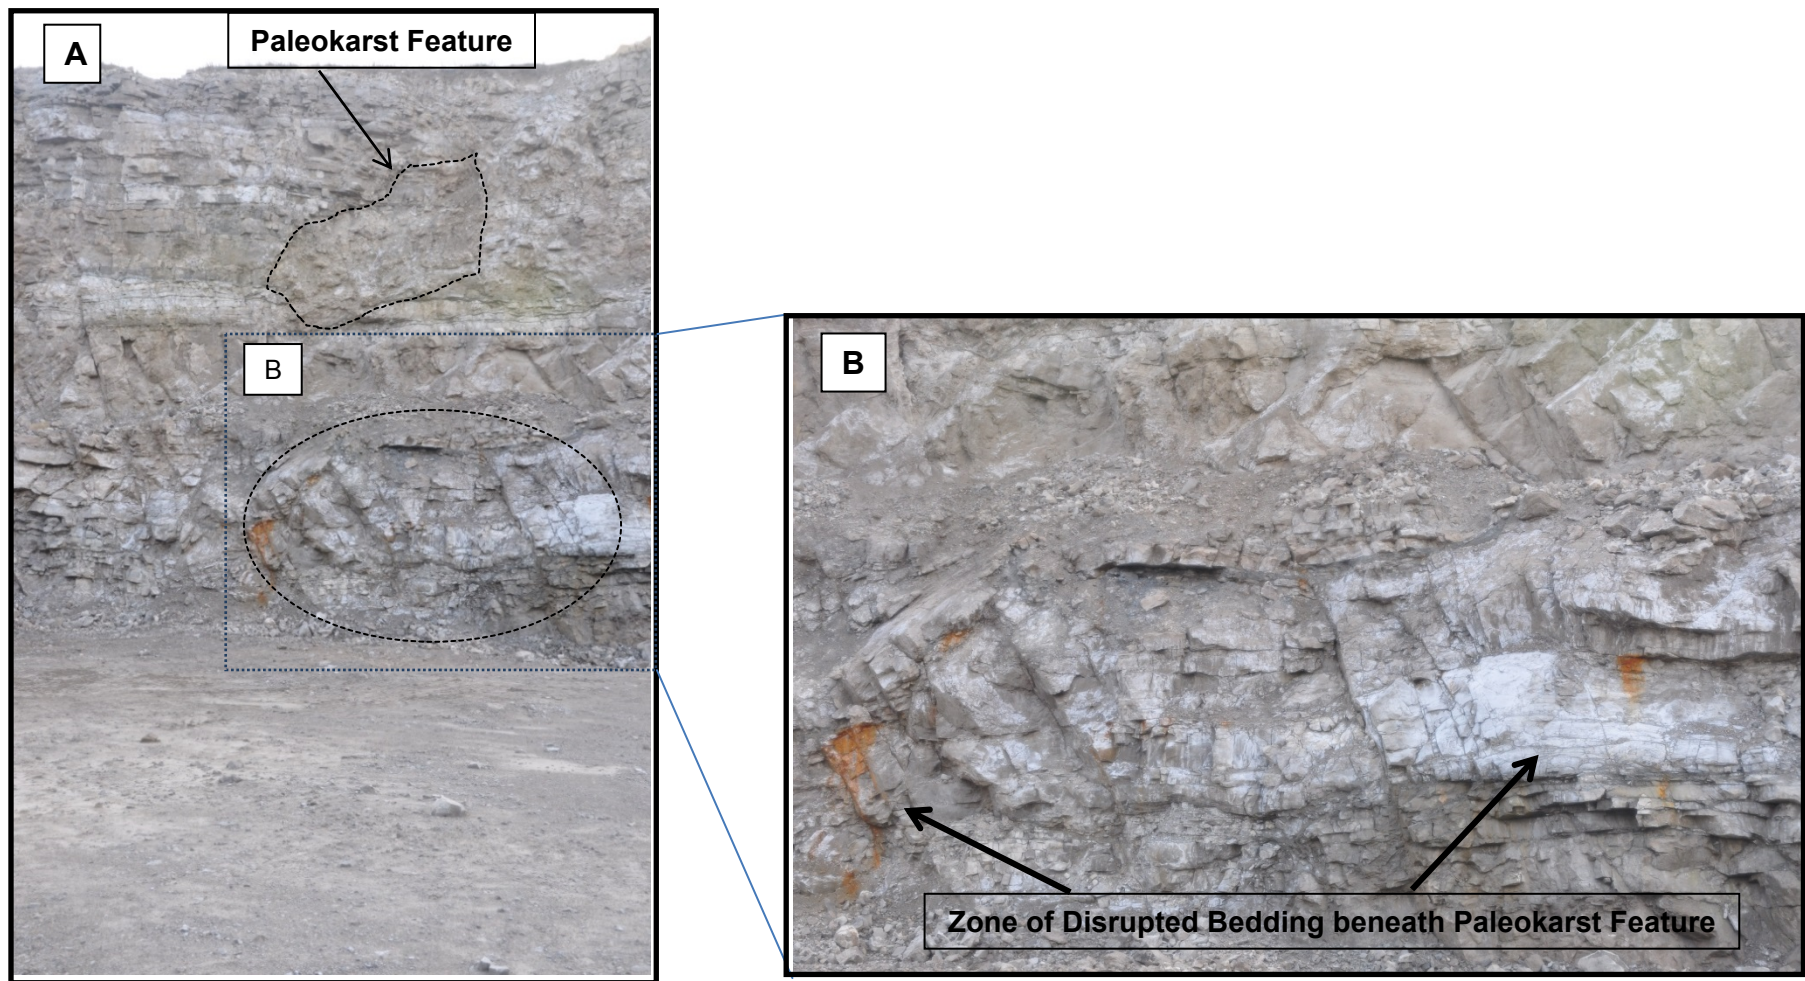 A
Paleokarst Feature
B
B
Zone of Disrupted Bedding beneath Paleokarst Feature